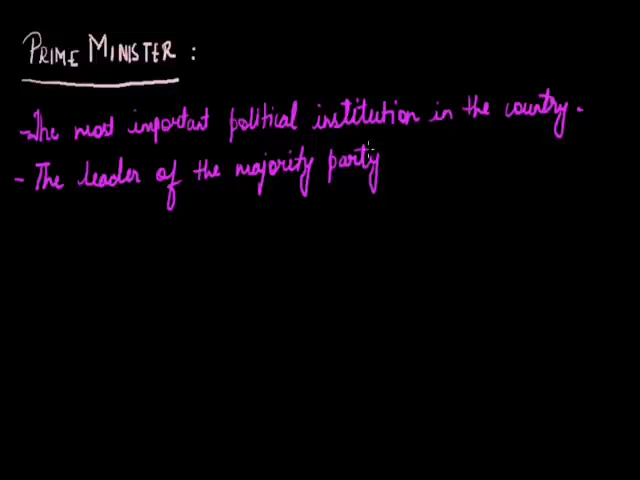 PRIME MINISTER :
- The most important political institution in the country.
- The leader of the majority party